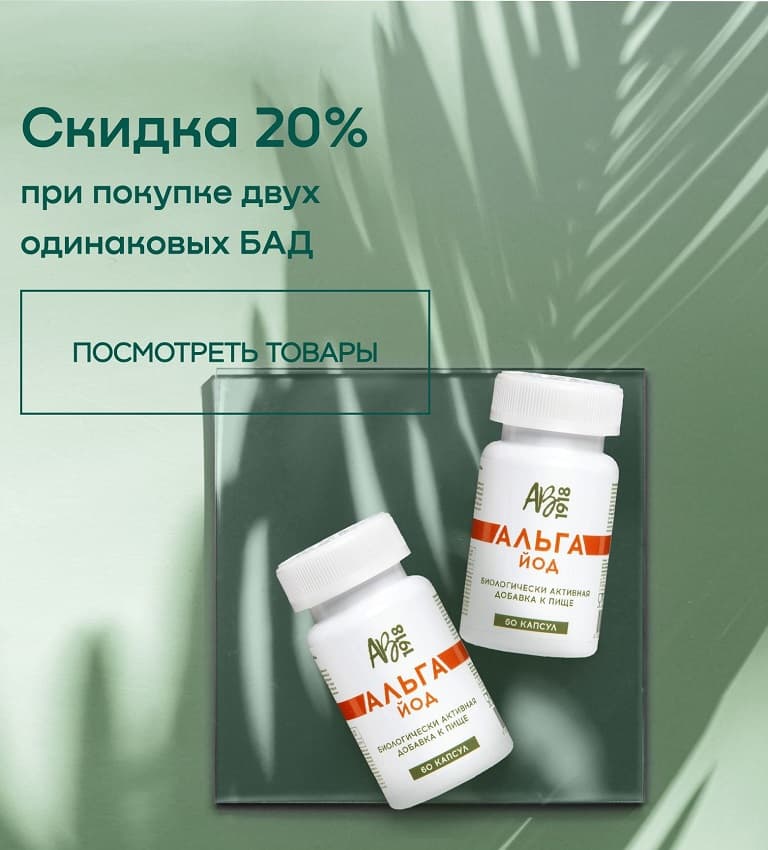 Скидка 20%
при покупке двух
одинаковых БАД
ПОСМОТРЕТЬ ТОВАРЫ
АВ 1918
АЛЬГА
ЙОД
БИОЛОГИЧЕСКИ АКТИВНАЯ
ДОБАВКА К ПИЩЕ
60 КАПСУЛ
АВ 1918
АЛЬГА
ЙОД
БИОЛОГИЧЕСКИ АКТИВНАЯ
ДОБАВКА К ПИЩЕ
60 КАПСУЛ